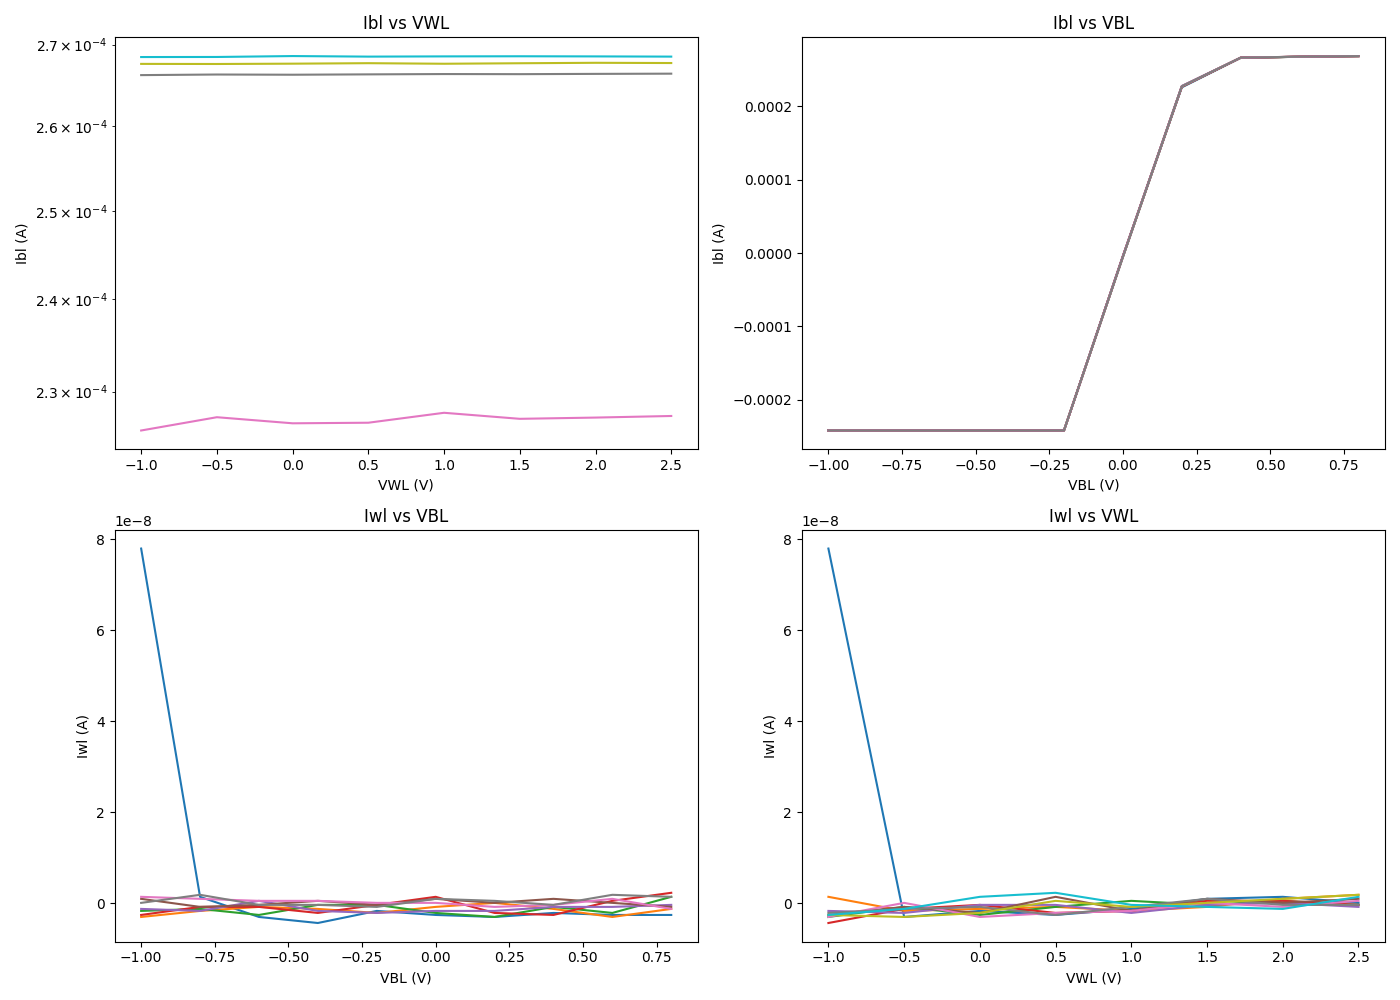 Ibl vs VWL
2.7 × 10⁻⁴
2.6 × 10⁻⁴
2.5 × 10⁻⁴
2.4 × 10⁻⁴
2.3 × 10⁻⁴
Ibl (A)
−1.0 −0.5 0.0 0.5 1.0 1.5 2.0 2.5
VWL (V)
Ibl vs VBL
0.0002
0.0001
0.0000
−0.0001
−0.0002
Ibl (A)
−1.00 −0.75 −0.50 −0.25 0.00 0.25 0.50 0.75
VBL (V)
Iwl vs VBL
1e−8
8
6
4
2
0
Iwl (A)
−1.00 −0.75 −0.50 −0.25 0.00 0.25 0.50 0.75
VBL (V)
Iwl vs VWL
1e−8
8
6
4
2
0
Iwl (A)
−1.0 −0.5 0.0 0.5 1.0 1.5 2.0 2.5
VWL (V)